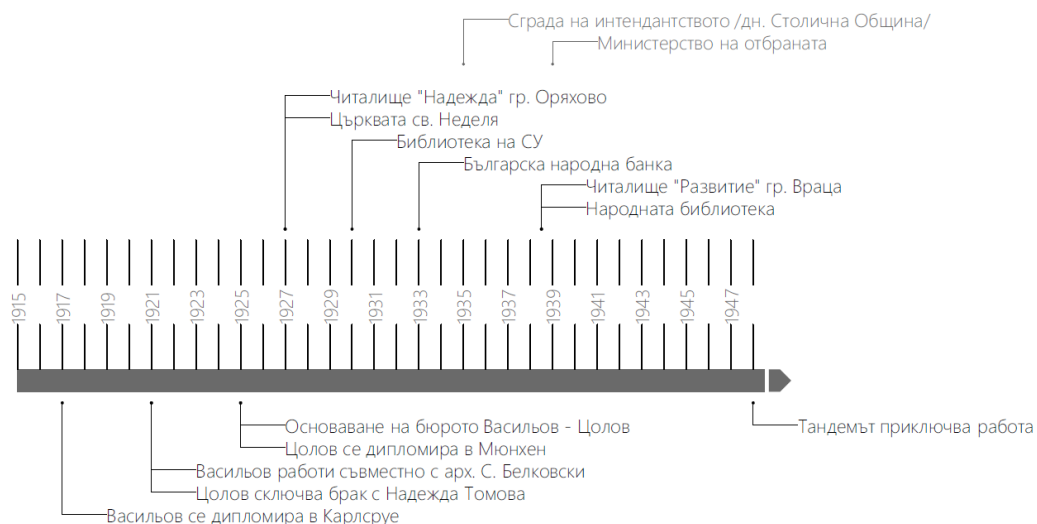 Сграда на интендантството /дн. Столична Община/
Министерство на отбраната
Читалище "Надежда" гр. Оряхово
Църквата св. Неделя
Библиотека на СУ
Българска народна банка
Читалище "Развитие" гр. Враца
Народната библиотека
1915 1917 1919 1921 1923 1925 1927 1929 1931 1933 1935 1937 1939 1941 1943 1945 1947
Основаване на бюрото Васильов - Цолов
Тандемът приключва работа
Цолов се дипломира в Мюнхен
Васильов работи съвместно с арх. С. Белковски
Цолов сключва брак с Надежда Томова
Васильов се дипломира в Карлсруе